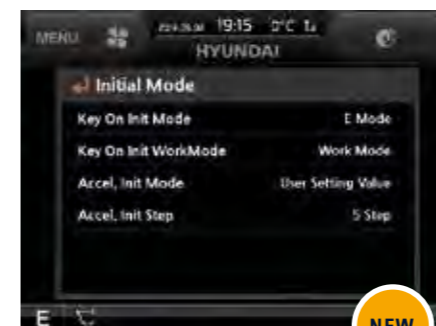 MENU 19:15 0°C
HYUNDAI
Initial Mode
Key On Init Mode E Mode
Key On Init WorkMode Work Mode
Accel, Init Mode User Setting Value
Accel, Init Step 5 Step
E
NEW